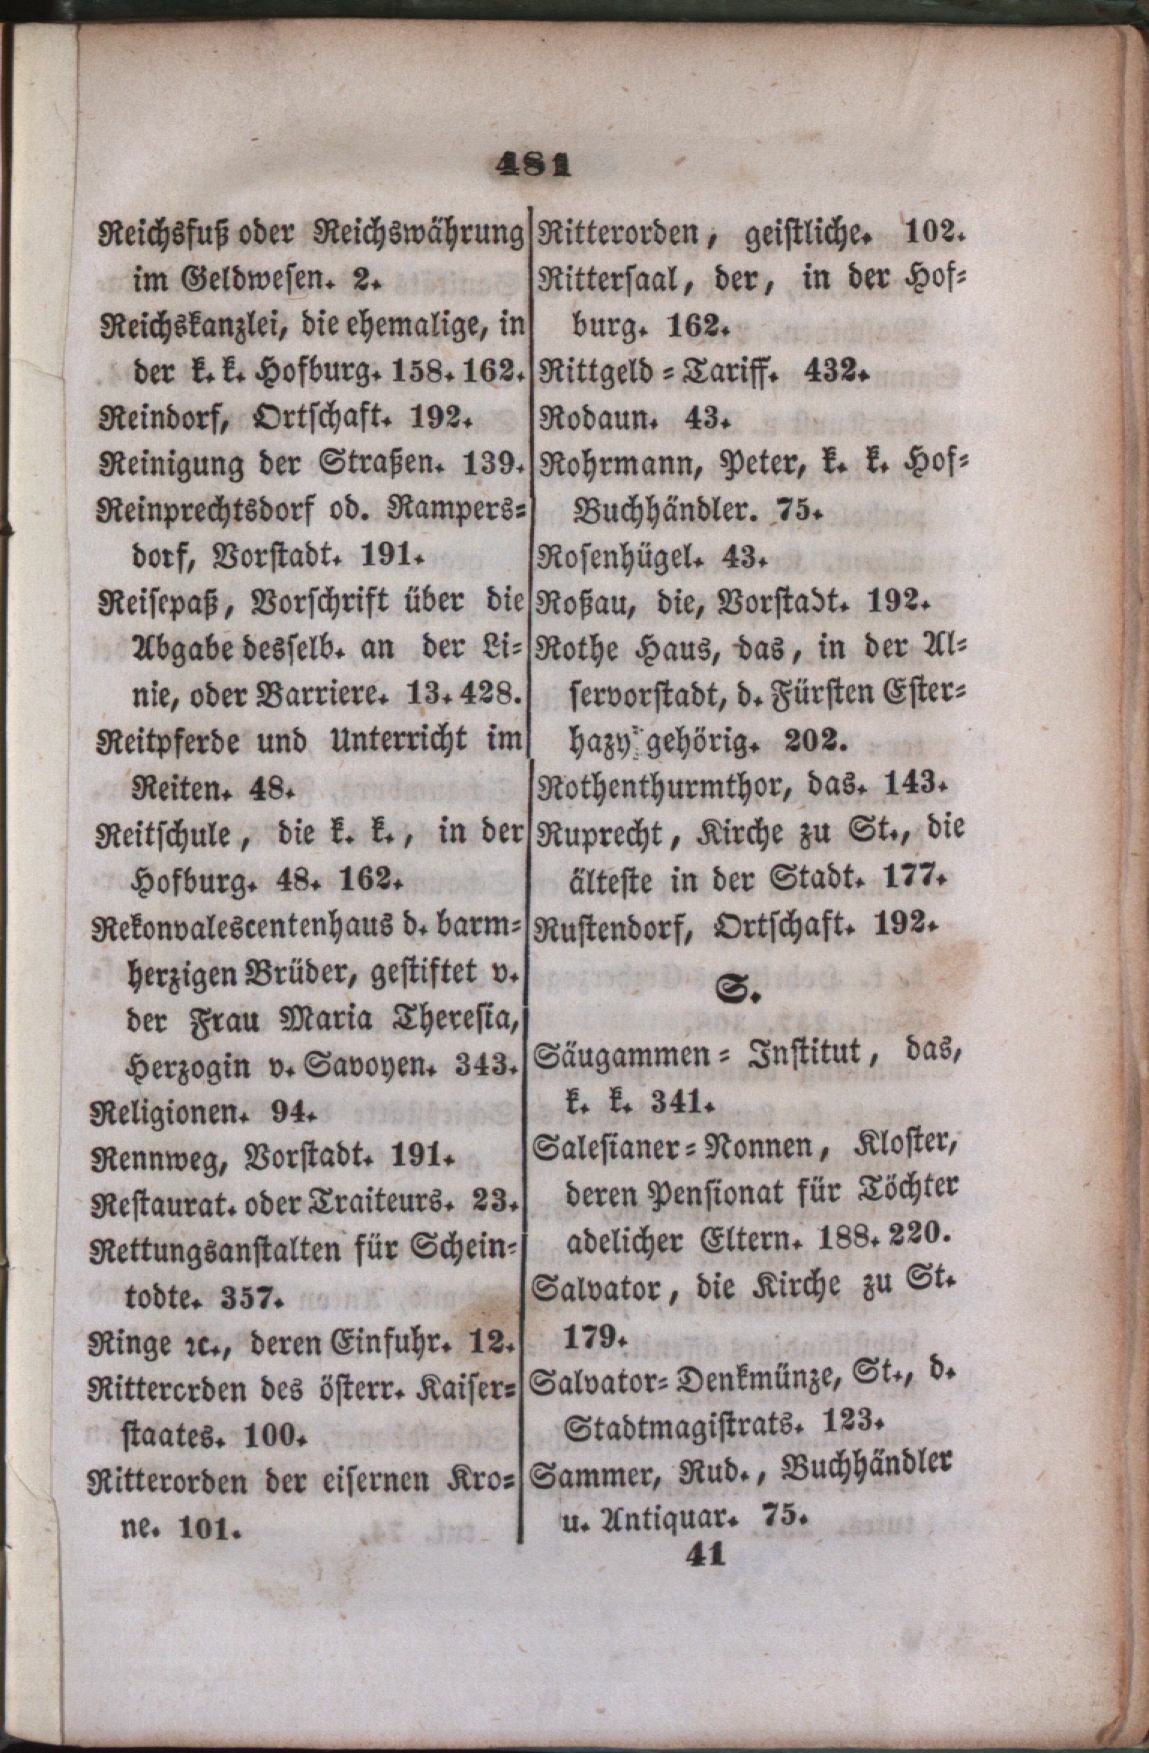 481
Reichsfuß oder Reichswährung
im Geldwesen. 2.
Reichskanzlei, die ehemalige, in
der k. k. Hofburg. 158. 162.
Reindorf, Ortschaft. 192.
Reinigung der Straßen. 139.
Reinprechtsdorf od. Rampers=
dorf, Vorstadt. 191.
Reisepaß, Vorschrift über die
Abgabe desselb. an der Li=
nie, oder Barriere. 13. 428.
Reitpferde und Unterricht im
Reiten. 48.
Reitschule, die k. k., in der
Hofburg. 48. 162.
Rekonvalescentenhaus d. barm=
herzigen Brüder, gestiftet v.
der Frau Maria Theresia,
Herzogin v. Savoyen. 343.
Religionen. 94.
Rennweg, Vorstadt. 191.
Restaurat. oder Traiteurs. 23.
Rettungsanstalten für Schein=
todte. 357.
Ringe ꝛc., deren Einfuhr. 12.
Ritterorden des österr. Kaiser=
staates. 100.
Ritterorden der eisernen Kro=
ne. 101.
Ritterorden, geistliche. 102.
Rittersaal, der, in der Hof=
burg. 162.
Rittgeld=Tariff. 432.
Rodaun. 43.
Rohrmann, Peter, k. k. Hof=
Buchhändler. 75.
Rosenhügel. 43.
Roßau, die, Vorstadt. 192.
Rothe Haus, das, in der Al=
servorstadt, d. Fürsten Ester=
hazy gehörig. 202.
Rothenthurmthor, das. 143.
Ruprecht, Kirche zu St., die
älteste in der Stadt. 177.
Rustendorf, Ortschaft. 192.
S.
Säugammen=Institut, das,
k. k. 341.
Salesianer=Nonnen, Kloster,
deren Pensionat für Töchter
adelicher Eltern. 188. 220.
Salvator, die Kirche zu St.
179.
Salvator=Denkmünze, St., d.
Stadtmagistrats. 123.
Sammer, Rud., Buchhändler
u. Antiquar. 75.
41